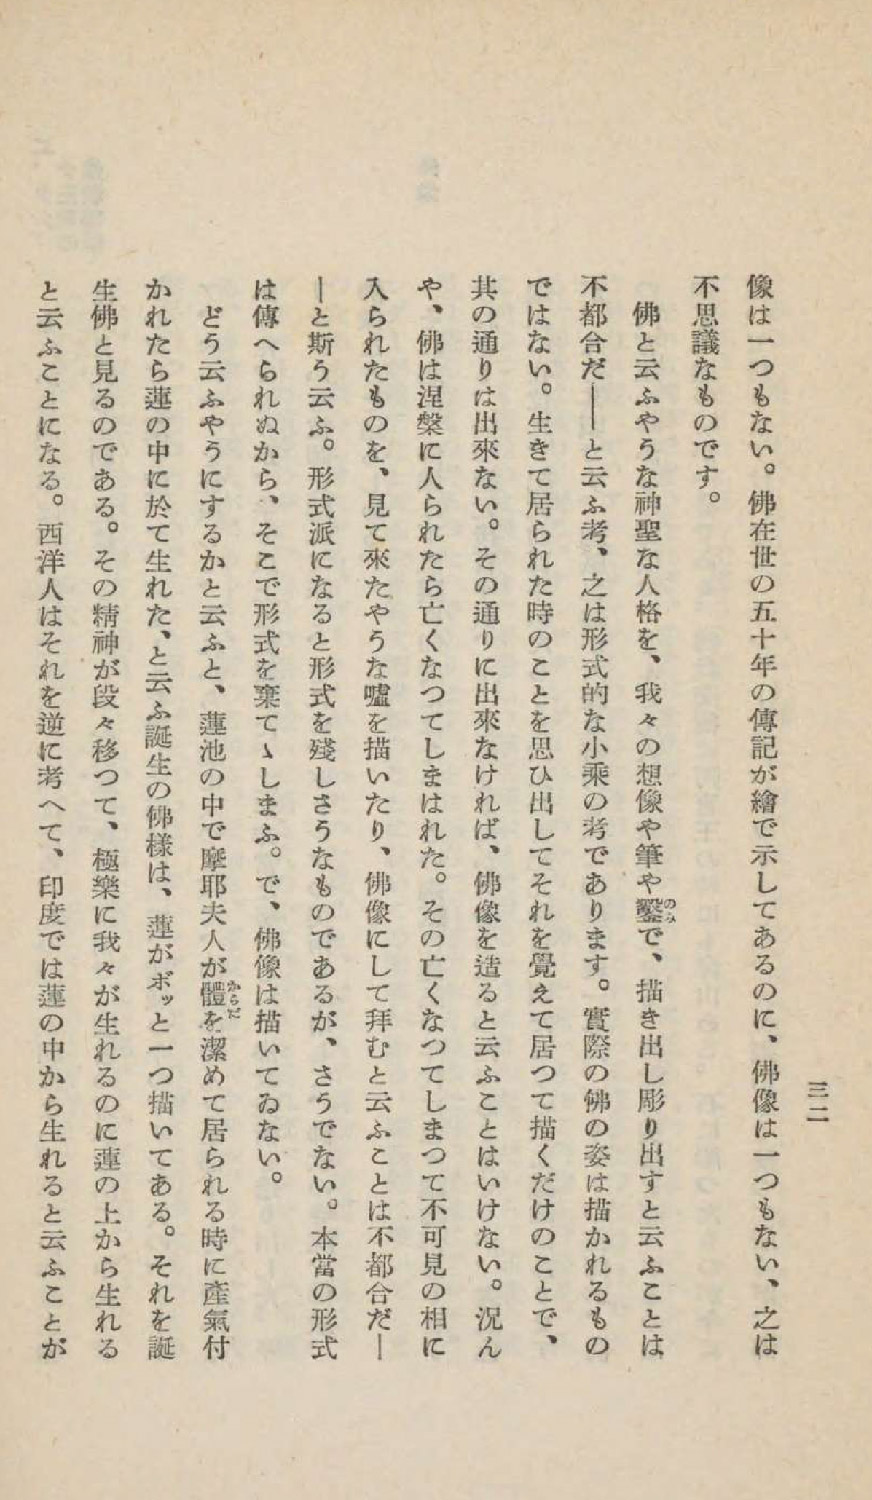 三二
像は一つもない。佛在世の五十年の傳記が繪で示してあるのに、佛像は一つもない、之は
不思議なものです。
佛と云ふやうな神聖な人格を、我々の想像や筆や鑿のみで、描き出し彫り出すと云ふことは
不都合だ——と云ふ考、之は形式的な小乘の考であります。實際の佛の姿は描かれるもの
ではない。生きて居られた時のことを思ひ出してそれを覺えて居つて描くだけのことで、
其の通りは出來ない。その通りに出來なければ、佛像を造ると云ふことはいけない。況ん
や、佛は涅槃に入られたら亡くなつてしまはれた。その亡くなつてしまつて不可見の相に
入られたものを、見て來たやうな噓を描いたり、佛像にして拜むと云ふことは不都合だ—
—と斯う云ふ。形式派になると形式を殘しさうなものであるが、さうでない。本當の形式
は傳へられぬから、そこで形式を棄てゝしまふ。で、佛像は描いてゐない。
どう云ふやうにするかと云ふと、蓮池の中で摩耶夫人が體からだを潔めて居られる時に產氣付
かれたら蓮の中に於て生れた、と云ふ誕生の佛樣は、蓮がボッと一つ描いてある。それを誕
生佛と見るのである。その精神が段々移つて、極樂に我々が生れるのに蓮の上から生れる
と云ふことになる。西洋人はそれを逆に考へて、印度では蓮の中から生れると云ふことが